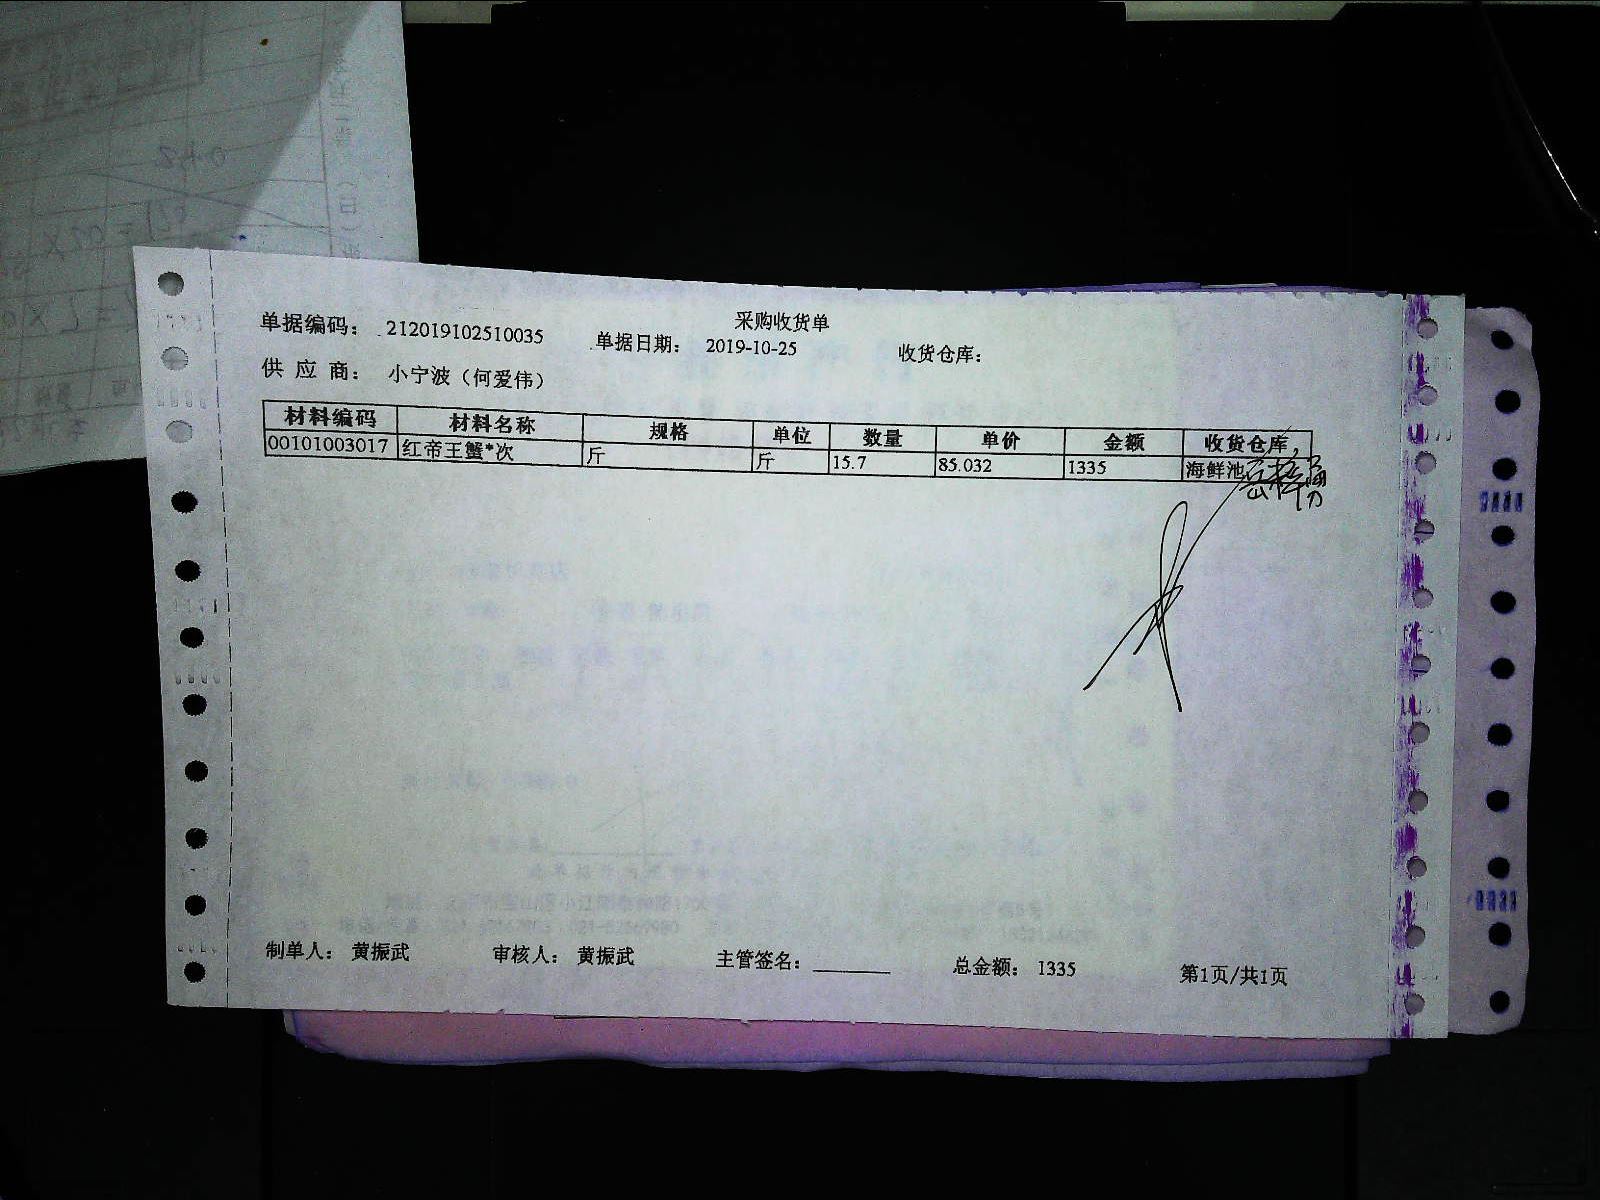 采购收货单
单据编码： 212019102510035 单据日期： 2019-10-25 收货仓库：
供 应 商： 小宁波（何爱伟）
材料编码 材料名称 规格 单位 数量 单价 金额 收货仓库
00101003017 红帝王蟹*次 斤 斤 15.7 85.032 1335 海鲜池
制单人： 黄振武 审核人： 黄振武 主管签名： 总金额： 1335 第1页/共1页